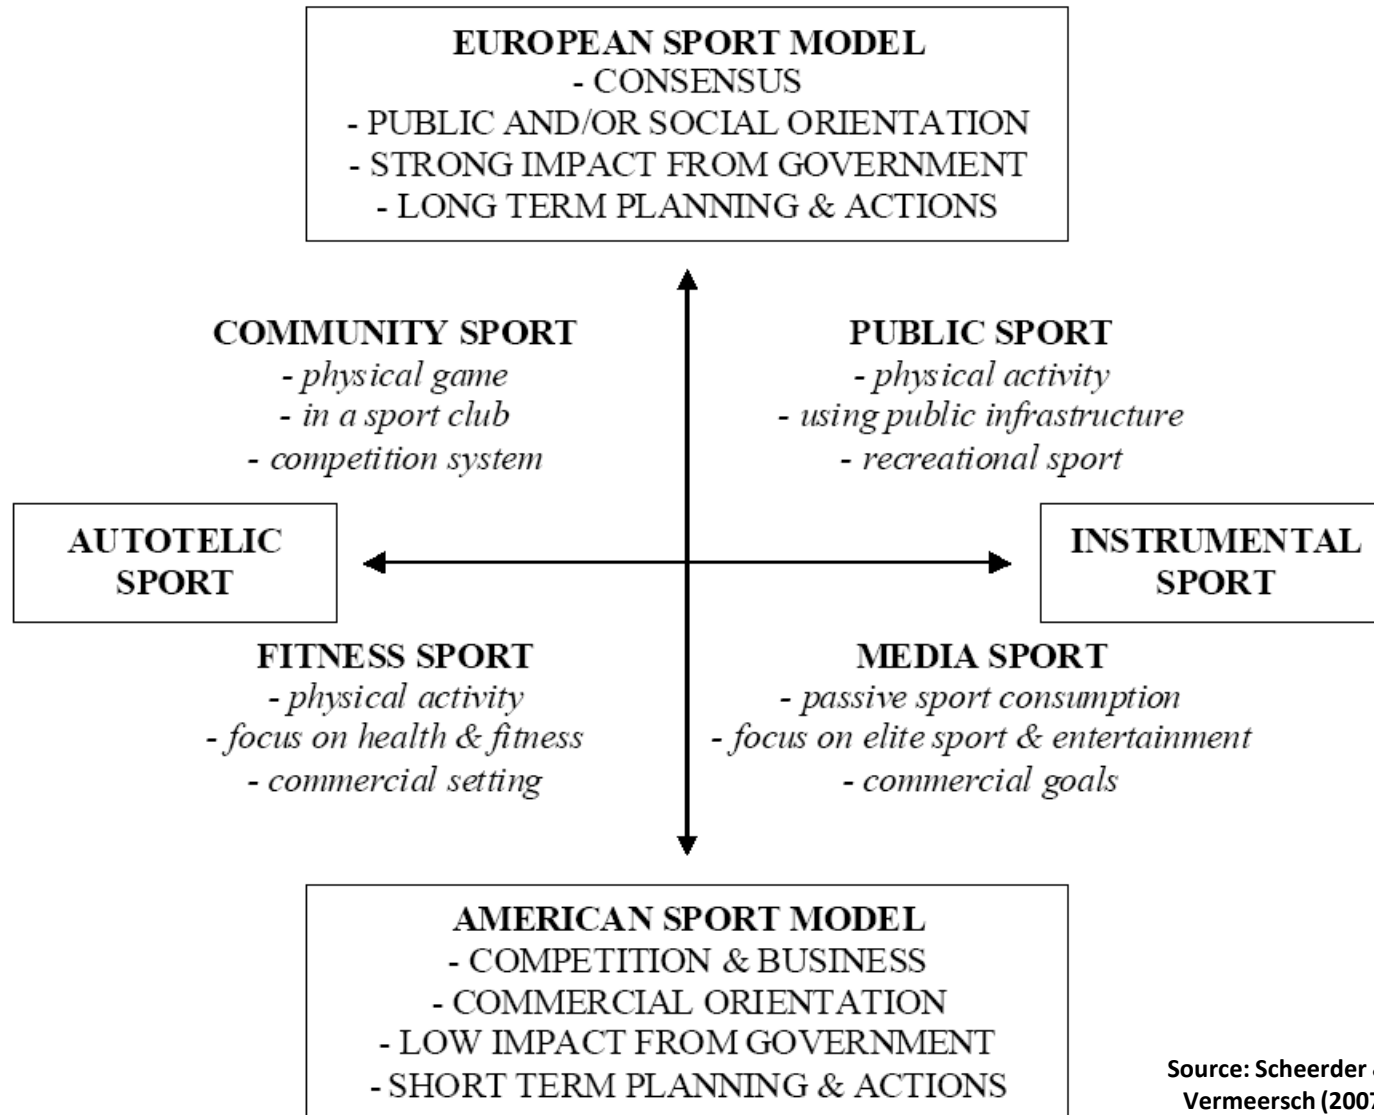 EUROPEAN SPORT MODEL
- CONSENSUS
- PUBLIC AND/OR SOCIAL ORIENTATION
- STRONG IMPACT FROM GOVERNMENT
- LONG TERM PLANNING & ACTIONS
COMMUNITY SPORT
- physical game
- in a sport club
- competition system
PUBLIC SPORT
- physical activity
- using public infrastructure
- recreational sport
AUTOTELIC
SPORT
INSTRUMENTAL
SPORT
FITNESS SPORT
- physical activity
- focus on health & fitness
- commercial setting
MEDIA SPORT
- passive sport consumption
- focus on elite sport & entertainment
- commercial goals
AMERICAN SPORT MODEL
- COMPETITION & BUSINESS
- COMMERCIAL ORIENTATION
- LOW IMPACT FROM GOVERNMENT
- SHORT TERM PLANNING & ACTIONS
Source: Scheerder &
Vermeersch (2007